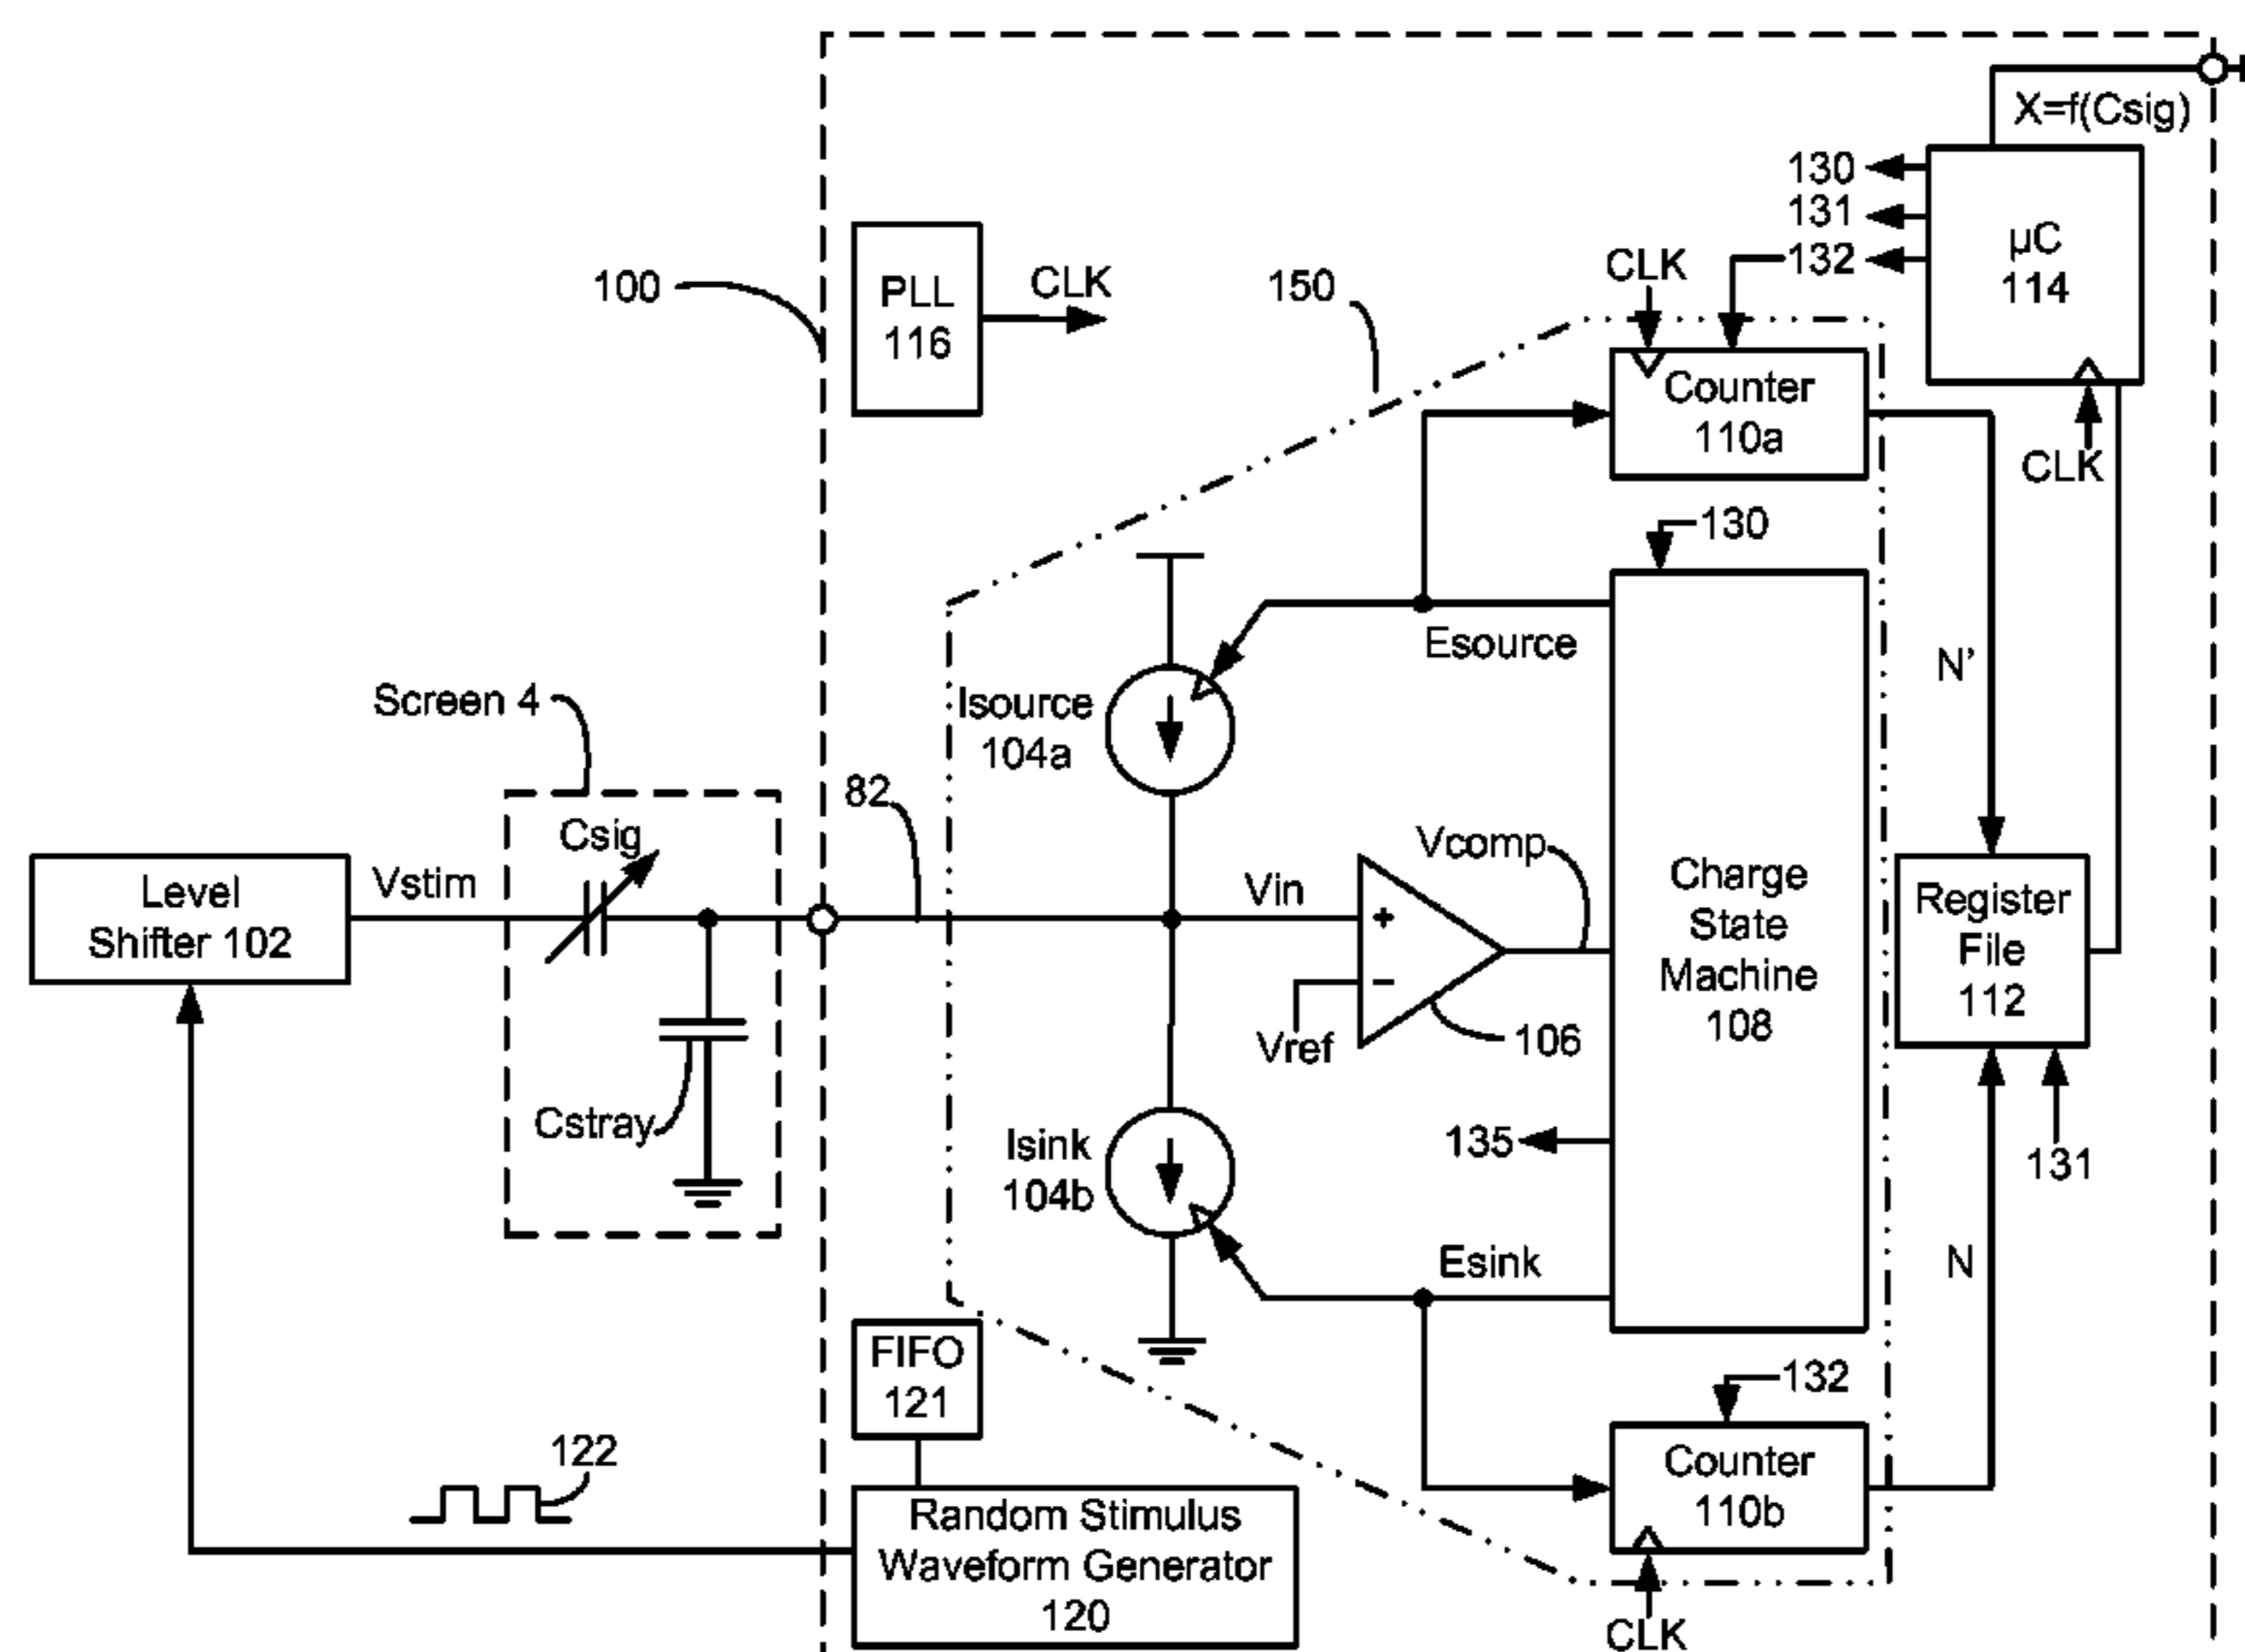 X=f(Csig)
130
131
132
µC
114
CLK
PLL
116
CLK
100
150
CLK
Counter
110a
130
Esource
N'
Screen 4
Isource
104a
82
Csig
Level
Shifter 102
Vstim
Vin
Vcomp
+
-
Vref
106
Charge
State
Machine
108
Register
File
112
Cstray
135
131
Isink
104b
Esink
N
FIFO
121
132
122
Counter
110b
Random Stimulus
Waveform Generator
120
CLK